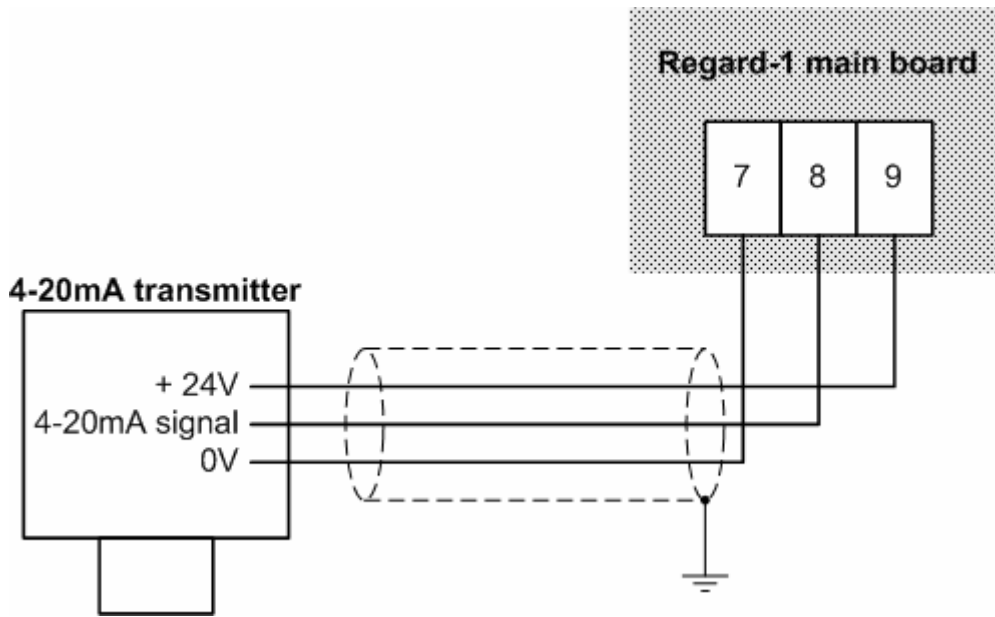 Regard-1 main board
7 8 9
4-20mA transmitter
+ 24V
4-20mA signal
0V